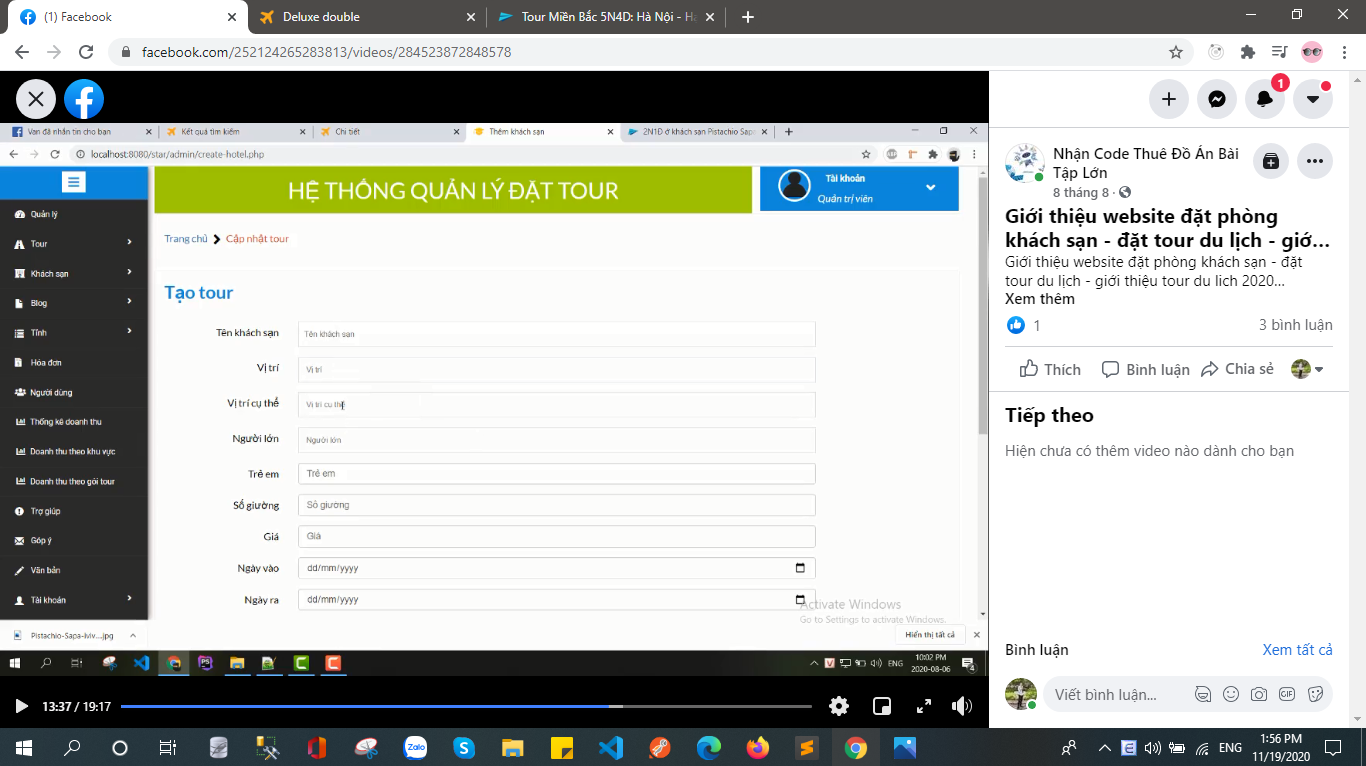 (1) Facebook
Deluxe double
Tour Miền Bắc 5N4D: Hà Nội - Hạ
facebook.com/252124265283813/videos/284523872848578
Van đã nhắn tin cho bạn
Kết quả tìm kiếm
Chi tiết
Thêm khách sạn
2N1Đ ở khách sạn Pistachio Sapa
localhost:8080/star/admin/create-hotel.php
HỆ THỐNG QUẢN LÝ ĐẶT TOUR
Tài khoản
Quản trị viên
Quản lý
Tour
Khách sạn
Blog
Tỉnh
Hóa đơn
Người dùng
Thống kê doanh thu
Doanh thu theo khu vực
Doanh thu theo gói tour
Trợ giúp
Góp ý
Văn bản
Tài khoản
Trang chủ
Cập nhật tour
Tạo tour
Tên khách sạn
Tên khách sạn
Vị trí
Vị trí
Vị trí cụ thể
Vị trí cụ thể
Người lớn
Người lớn
Trẻ em
Trẻ em
Số giường
Số giường
Giá
Giá
Ngày vào
dd/mm/yyyy
Ngày ra
dd/mm/yyyy
Activate Windows
Go to Settings to activate Windows.
Pistachio-Sapa-iviv....jpg
Hiển thị tất cả
ENG
10:02 PM
2020-08-06
4
13:37 / 19:17
1
Nhận Code Thuê Đồ Án Bài
Tập Lớn
8 tháng 8 ·
Giới thiệu website đặt phòng
khách sạn - đặt tour du lịch - giớ...
Giới thiệu website đặt phòng khách sạn - đặt
tour du lịch - giới thiệu tour du lich 2020...
Xem thêm
1
3 bình luận
Thích
Bình luận
Chia sẻ
Tiếp theo
Hiện chưa có thêm video nào dành cho bạn
Bình luận
Xem tất cả
Viết bình luận...
GIF
Zalo
ENG
1:56 PM
11/19/2020